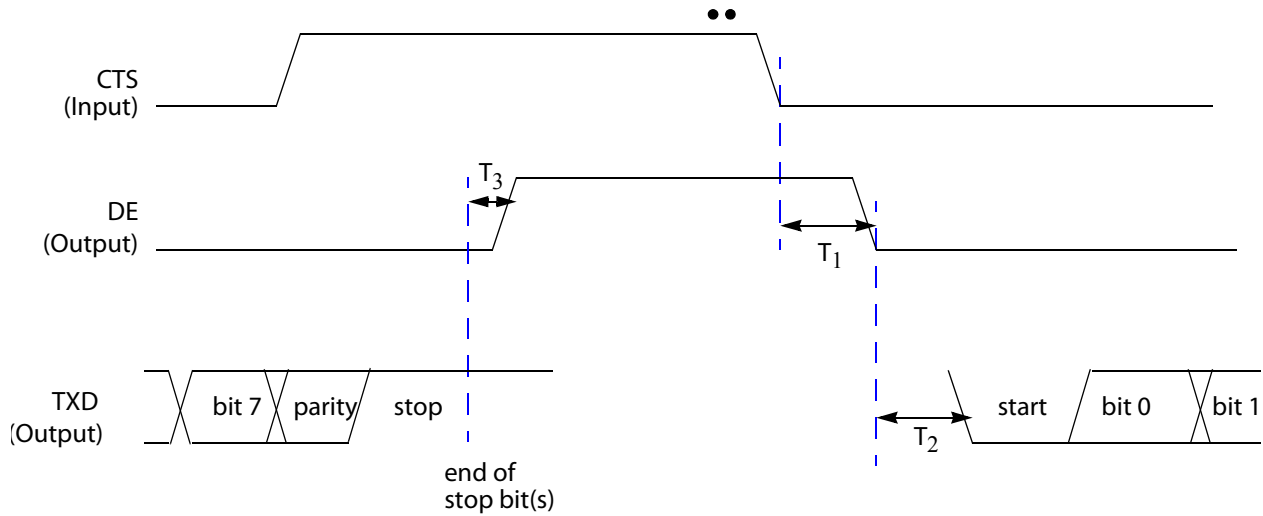 CTS
(Input)
T3
DE
(Output)
T1
TXD
(Output)
bit 7
parity
stop
T2
start
bit 0
bit 1
end of
stop bit(s)